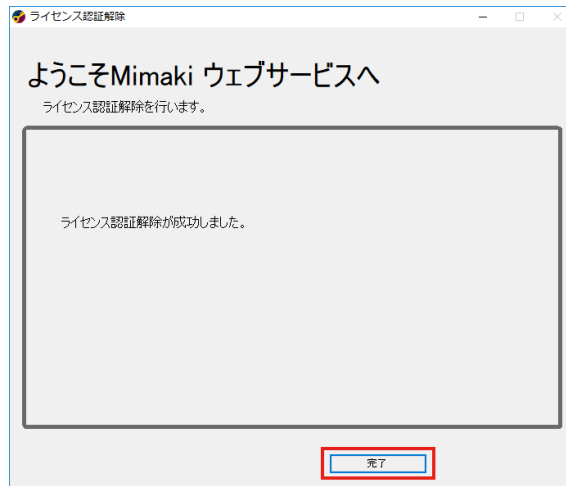 ライセンス認証解除
ようこそMimaki ウェブサービスへ
ライセンス認証解除を行います。
ライセンス認証解除が成功しました。
完了